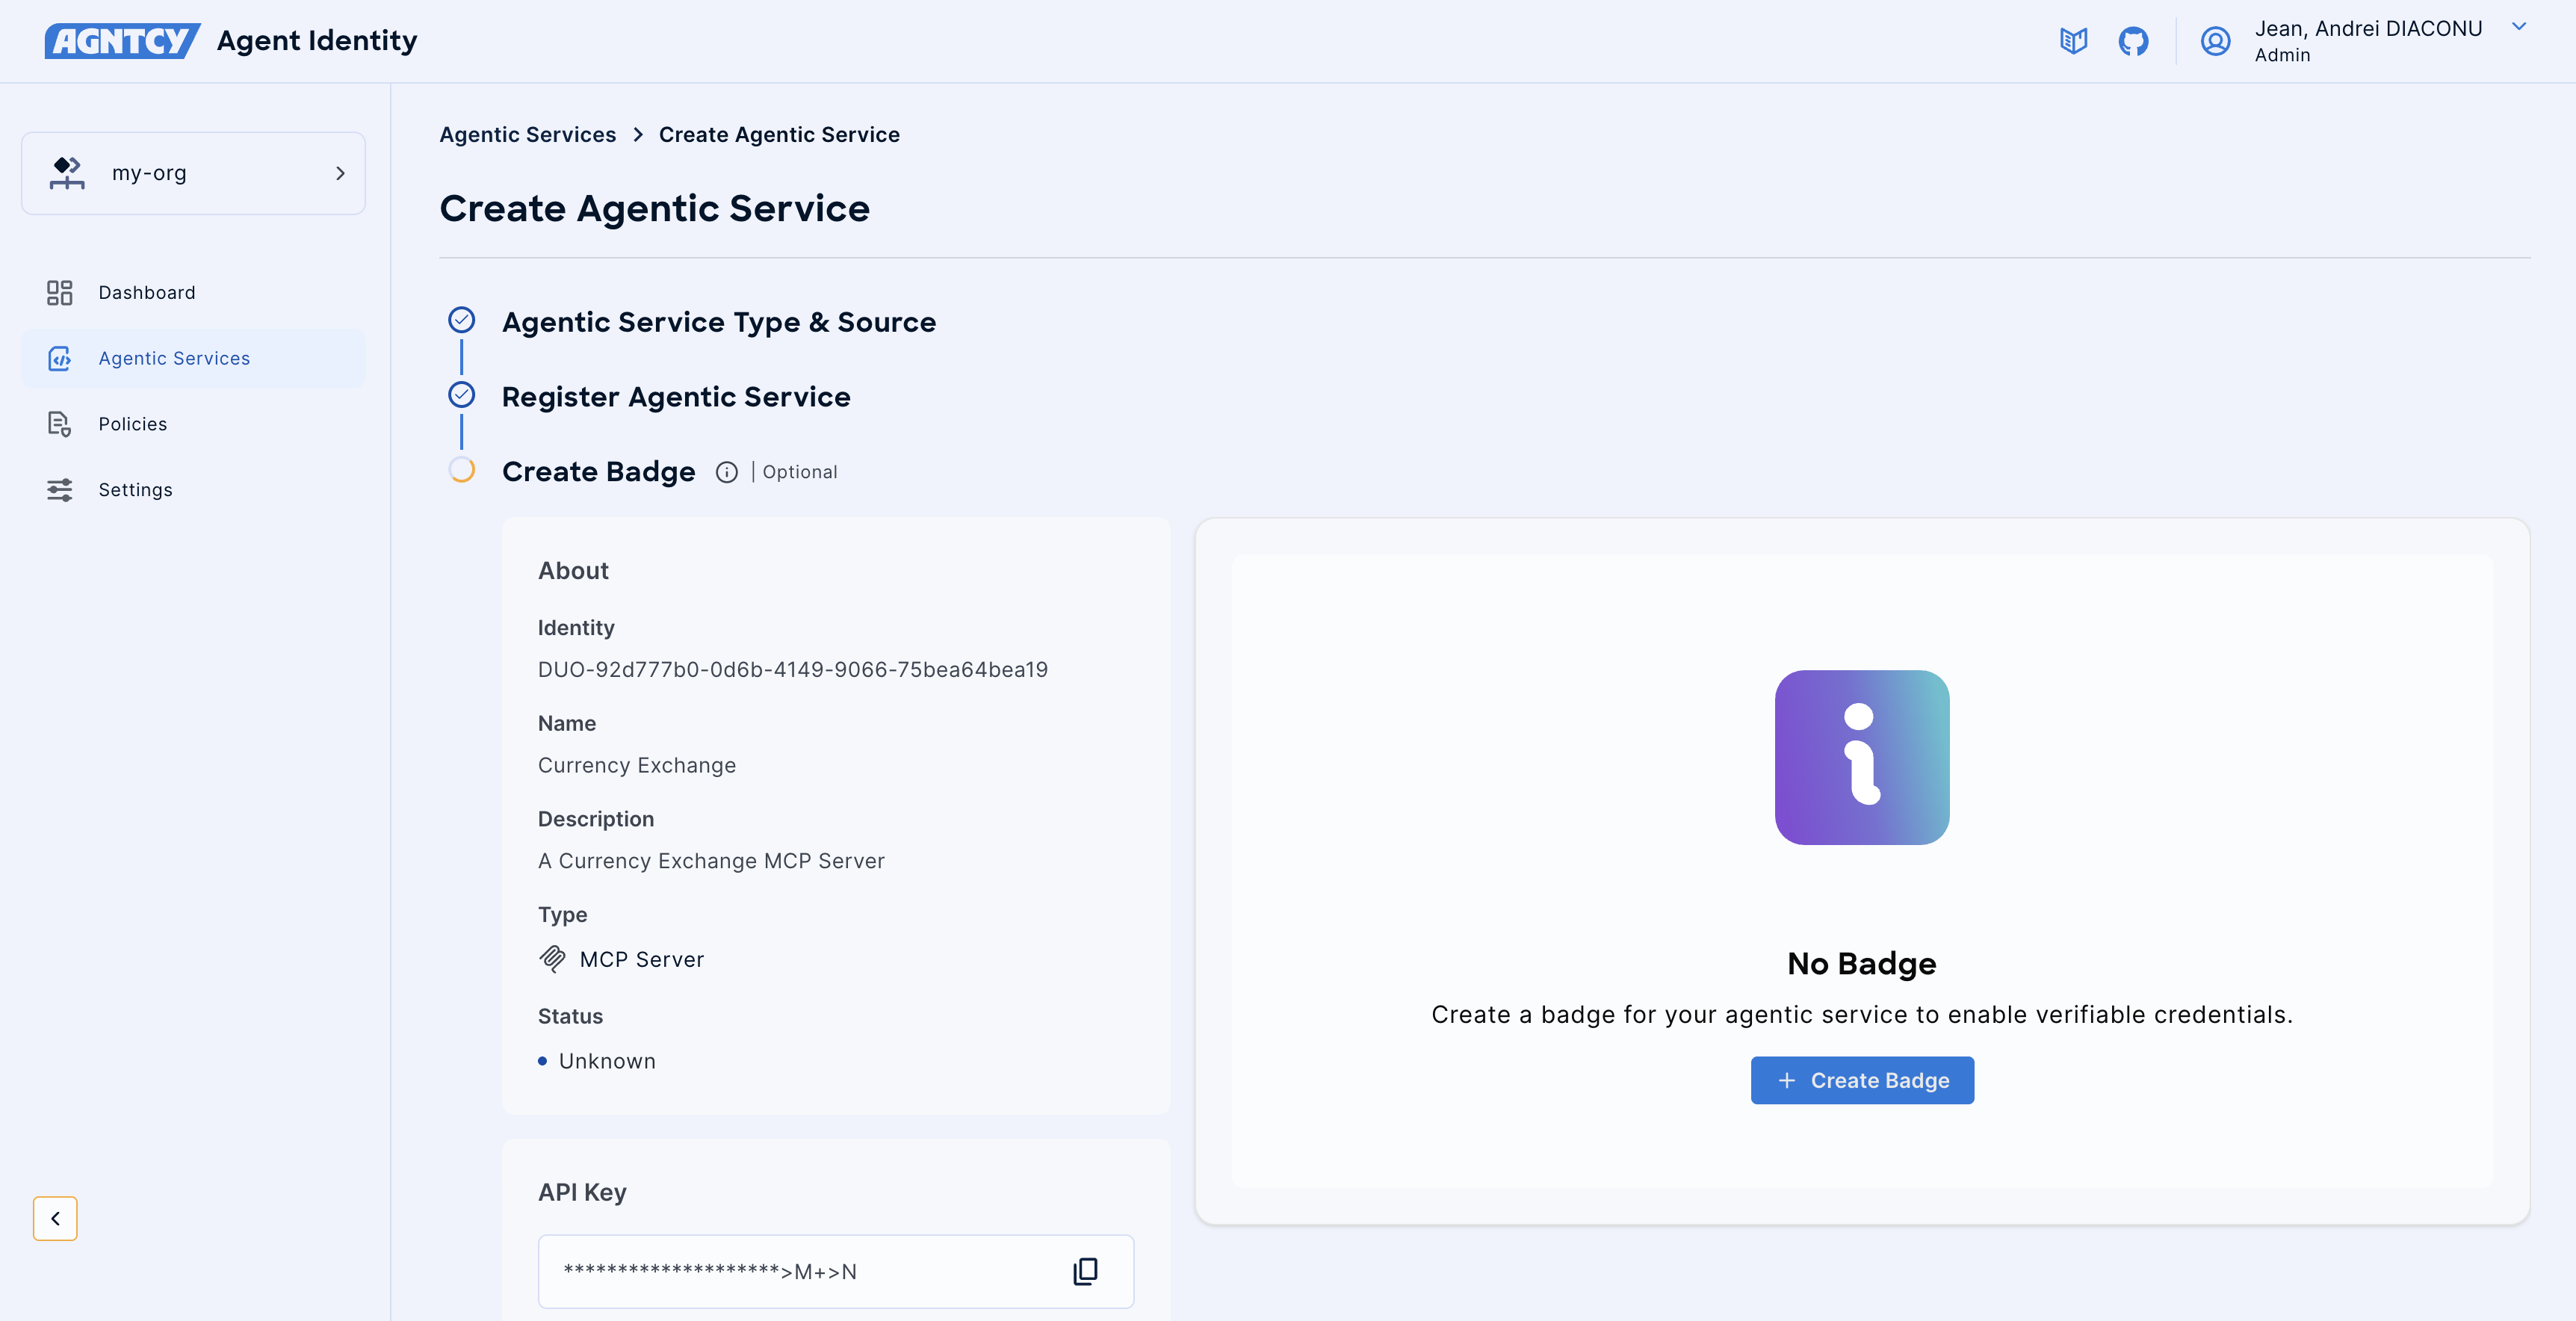 AGNTCY Agent Identity
Jean, Andrei DIACONU
Admin
my-org
Dashboard
Agentic Services
Policies
Settings
Agentic Services > Create Agentic Service
Create Agentic Service
Agentic Service Type & Source
Register Agentic Service
Create Badge | Optional
About
Identity
DUO-92d777b0-0d6b-4149-9066-75bea64bea19
Name
Currency Exchange
Description
A Currency Exchange MCP Server
Type
MCP Server
Status
Unknown
API Key
********************>M+>N
No Badge
Create a badge for your agentic service to enable verifiable credentials.
+ Create Badge